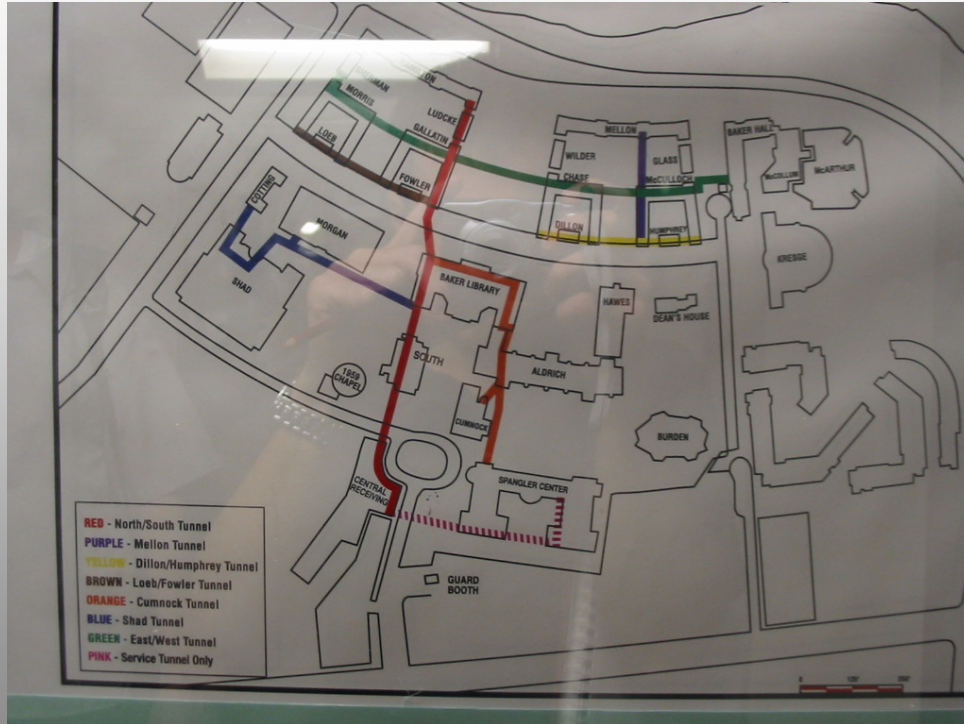 MORRIS
LUDCKE
GALLATIN
LOEB
FOWLER
MELLON
WILDER
GLASS
CHASE
McCULLOCH
DILLON
HUMPHREY
BAKER HALL
McCOLLUM
McARTHUR
KRESGE
COTTING
MORGAN
SHAD
BAKER LIBRARY
HAWES
DEAN'S HOUSE
SOUTH
ALDRICH
1959
CHAPEL
CUMNOCK
BURDEN
CENTRAL
RECEIVING
SPANGLER CENTER
GUARD
BOOTH
RED - North/South Tunnel
PURPLE - Mellon Tunnel
YELLOW - Dillon/Humphrey Tunnel
BROWN - Loeb/Fowler Tunnel
ORANGE - Cumnock Tunnel
BLUE - Shad Tunnel
GREEN - East/West Tunnel
PINK - Service Tunnel Only
0